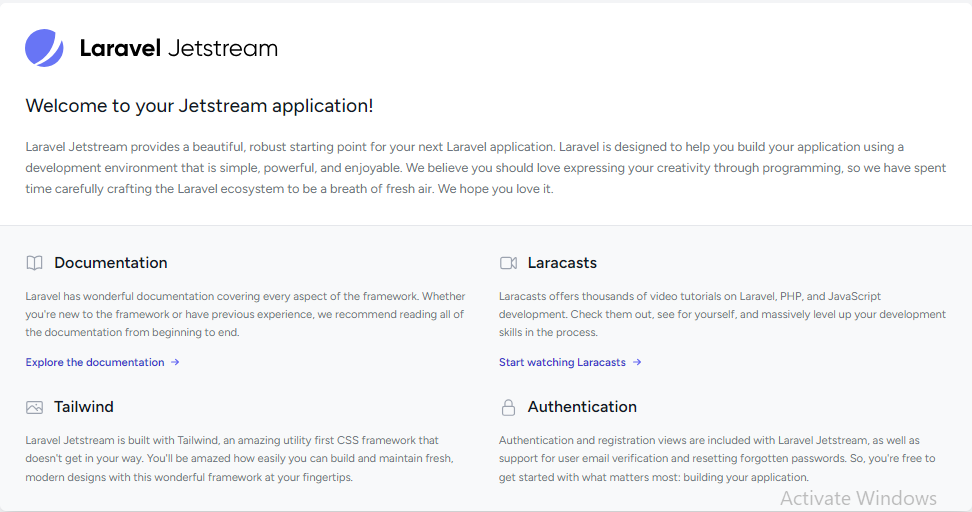 Laravel Jetstream
Welcome to your Jetstream application!
Laravel Jetstream provides a beautiful, robust starting point for your next Laravel application. Laravel is designed to help you build your application using a
development environment that is simple, powerful, and enjoyable. We believe you should love expressing your creativity through programming, so we have spent
time carefully crafting the Laravel ecosystem to be a breath of fresh air. We hope you love it.
Documentation
Laravel has wonderful documentation covering every aspect of the framework. Whether
you're new to the framework or have previous experience, we recommend reading all of
the documentation from beginning to end.
Explore the documentation →
Laracasts
Laracasts offers thousands of video tutorials on Laravel, PHP, and JavaScript
development. Check them out, see for yourself, and massively level up your development
skills in the process.
Start watching Laracasts →
Tailwind
Laravel Jetstream is built with Tailwind, an amazing utility first CSS framework that
doesn't get in your way. You'll be amazed how easily you can build and maintain fresh,
modern designs with this wonderful framework at your fingertips.
Authentication
Authentication and registration views are included with Laravel Jetstream, as well as
support for user email verification and resetting forgotten passwords. So, you're free to
get started with what matters most: building your application.
Activate Windows